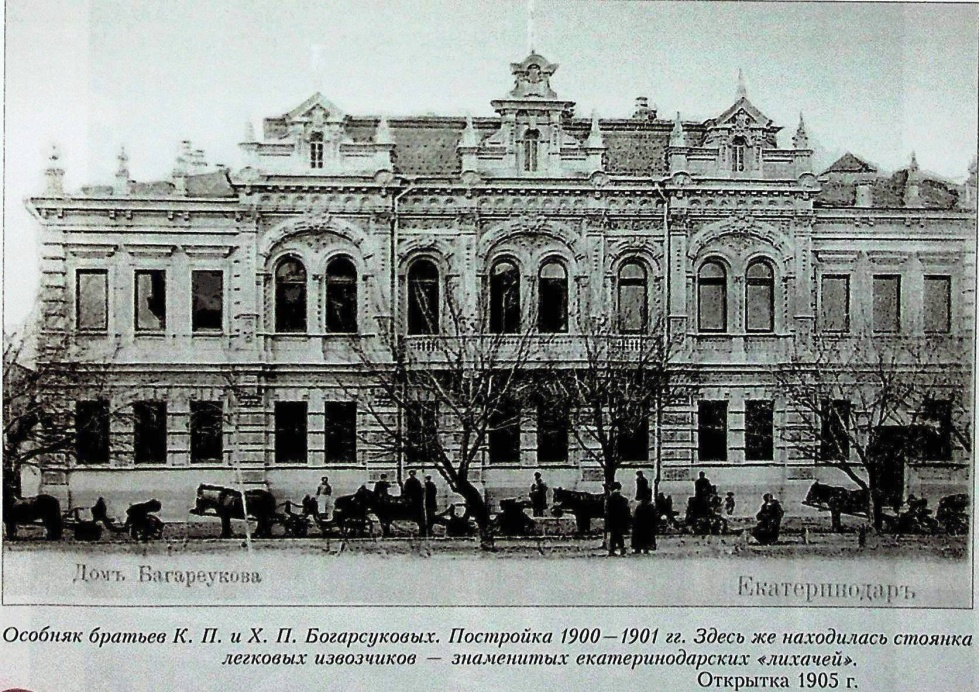 Домъ Багареукова
Екатеринодаръ
Особняк братьев К. П. и Х. П. Богарсуковых. Постройка 1900—1901 гг. Здесь же находилась стоянка
легковых извозчиков — знаменитых екатеринодарских «лихачей».
Открытка 1905 г.